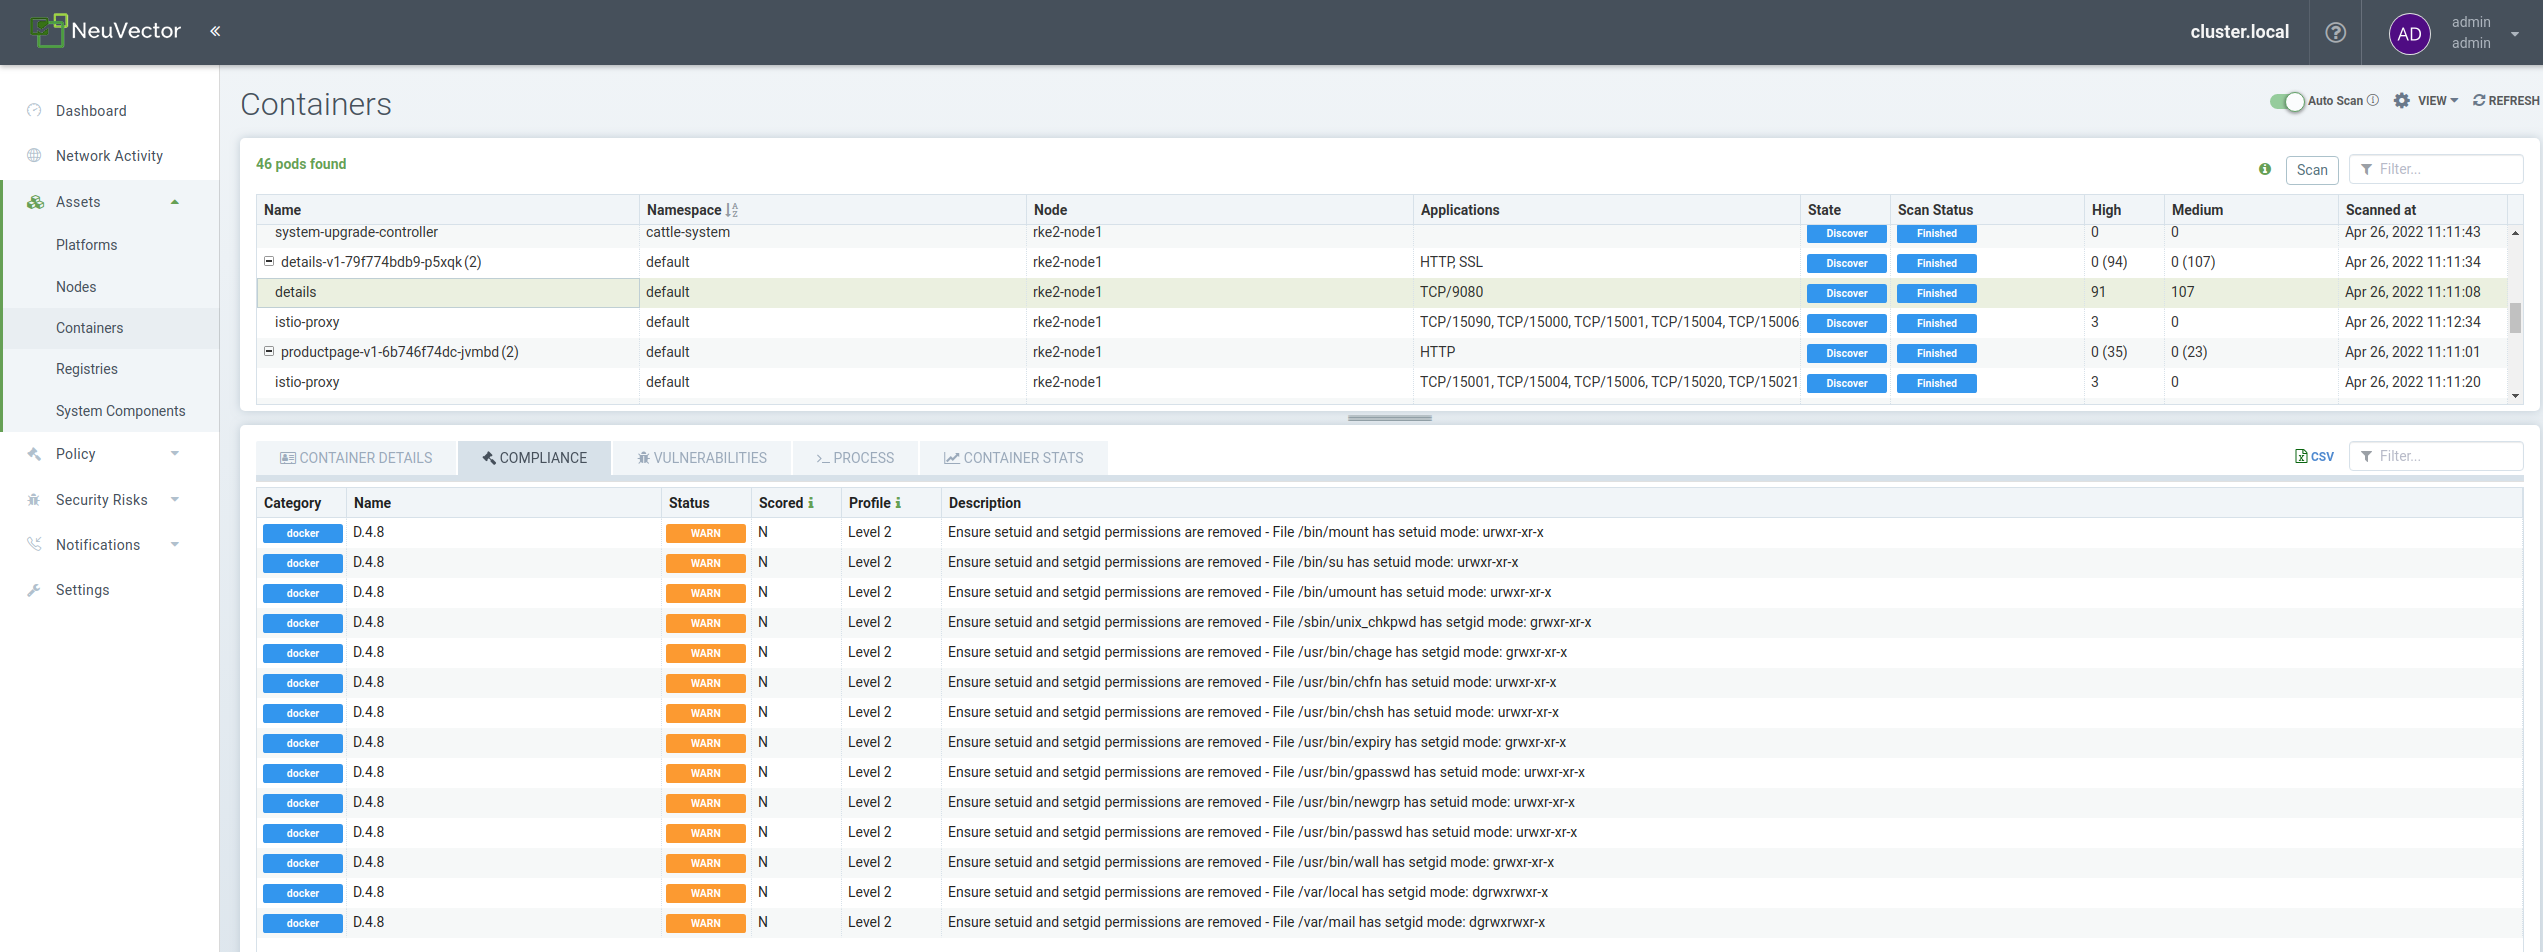 NeuVector «
cluster.local
AD
admin
admin
Dashboard
Network Activity
Assets
Platforms
Nodes
Containers
Registries
System Components
Policy
Security Risks
Notifications
Settings
Containers
Auto Scan VIEW REFRESH
46 pods found
Scan Filter...
Name Namespace Node Applications State Scan Status High Medium Scanned at
system-upgrade-controller cattle-system rke2-node1 Discover Finished 0 0 Apr 26, 2022 11:11:43
details-v1-79f774bdb9-p5xqk (2) default rke2-node1 HTTP, SSL Discover Finished 0 (94) 0 (107) Apr 26, 2022 11:11:34
details default rke2-node1 TCP/9080 Discover Finished 91 107 Apr 26, 2022 11:11:08
istio-proxy default rke2-node1 TCP/15090, TCP/15000, TCP/15001, TCP/15004, TCP/15006 Discover Finished 3 0 Apr 26, 2022 11:12:34
productpage-v1-6b746f74dc-jvmbd (2) default rke2-node1 HTTP Discover Finished 0 (35) 0 (23) Apr 26, 2022 11:11:01
istio-proxy default rke2-node1 TCP/15001, TCP/15004, TCP/15006, TCP/15020, TCP/15021 Discover Finished 3 0 Apr 26, 2022 11:11:20
CONTAINER DETAILS COMPLIANCE VULNERABILITIES PROCESS CONTAINER STATS
CSV Filter...
Category Name Status Scored Profile Description
docker D.4.8 WARN N Level 2 Ensure setuid and setgid permissions are removed - File /bin/mount has setuid mode: urwxr-xr-x
docker D.4.8 WARN N Level 2 Ensure setuid and setgid permissions are removed - File /bin/su has setuid mode: urwxr-xr-x
docker D.4.8 WARN N Level 2 Ensure setuid and setgid permissions are removed - File /bin/umount has setuid mode: urwxr-xr-x
docker D.4.8 WARN N Level 2 Ensure setuid and setgid permissions are removed - File /sbin/unix_chkpwd has setgid mode: grwxr-xr-x
docker D.4.8 WARN N Level 2 Ensure setuid and setgid permissions are removed - File /usr/bin/chage has setgid mode: grwxr-xr-x
docker D.4.8 WARN N Level 2 Ensure setuid and setgid permissions are removed - File /usr/bin/chfn has setuid mode: urwxr-xr-x
docker D.4.8 WARN N Level 2 Ensure setuid and setgid permissions are removed - File /usr/bin/chsh has setuid mode: urwxr-xr-x
docker D.4.8 WARN N Level 2 Ensure setuid and setgid permissions are removed - File /usr/bin/expiry has setgid mode: grwxr-xr-x
docker D.4.8 WARN N Level 2 Ensure setuid and setgid permissions are removed - File /usr/bin/gpasswd has setuid mode: urwxr-xr-x
docker D.4.8 WARN N Level 2 Ensure setuid and setgid permissions are removed - File /usr/bin/newgrp has setuid mode: urwxr-xr-x
docker D.4.8 WARN N Level 2 Ensure setuid and setgid permissions are removed - File /usr/bin/passwd has setuid mode: urwxr-xr-x
docker D.4.8 WARN N Level 2 Ensure setuid and setgid permissions are removed - File /usr/bin/wall has setgid mode: grwxr-xr-x
docker D.4.8 WARN N Level 2 Ensure setuid and setgid permissions are removed - File /var/local has setgid mode: dgrwxrwxr-x
docker D.4.8 WARN N Level 2 Ensure setuid and setgid permissions are removed - File /var/mail has setgid mode: dgrwxrwxr-x